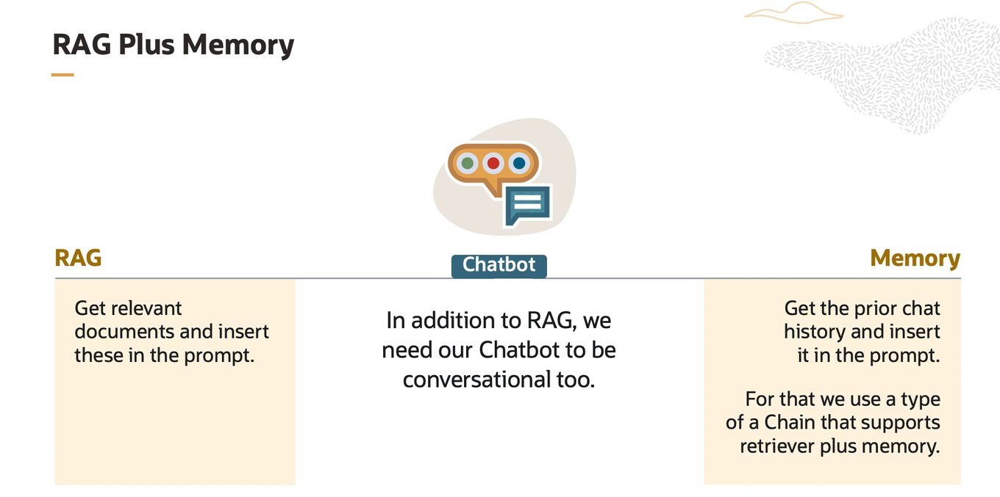 RAG Plus Memory
RAG
Chatbot
Memory
Get relevant
documents and insert
these in the prompt.
In addition to RAG, we
need our Chatbot to be
conversational too.
Get the prior chat
history and insert
it in the prompt.
For that we use a type
of a Chain that supports
retriever plus memory.